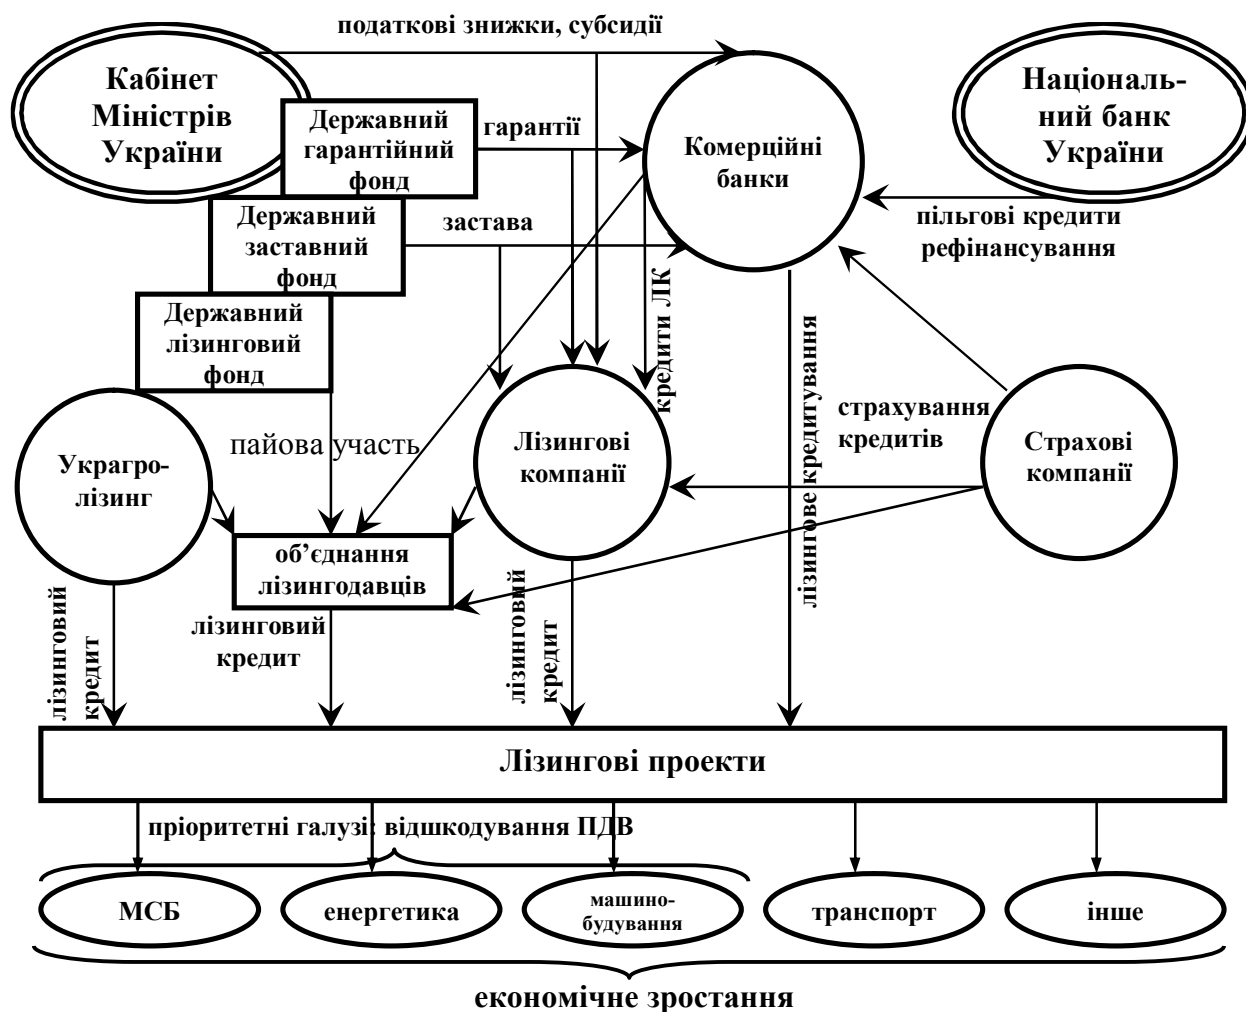 податкові знижки, субсидії
Кабінет
Міністрів
України
Націоналі-
ний банк
України
Державний
гарантійний
фонд
гарантії
Комерційні
банки
пільгові кредити
рефінансування
Державний
заставний
фонд
застава
Державний
лізинговий
фонд
кредити ЛК
лізингове кредитування
страхування
кредитів
Украгро-
лізинг
пайова участь
Лізингові
компанії
Страхові
компанії
об’єднання
лізингодавців
лізинговий
кредит
лізинговий
кредит
лізинговий
кредит
Лізингові проекти
пріоритетні галузі: відшкодування ПДВ
МСБ
енергетика
машино-
будування
транспорт
інше
економічне зростання